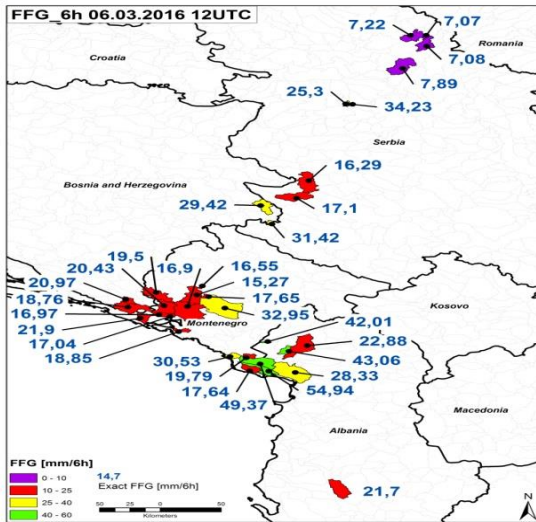 FFG_6h 06.03.2016 12UTC
7,22
7,07
Croatia
Romania
7,08
7,89
25,3
34,23
Serbia
16,29
Bosnia and Herzegovina
29,42
17,1
31,42
19,5
16,9
16,55
20,43
15,27
20,97
17,65
18,76
32,95
Kosovo
16,97
42,01
Montenegro
21,9
22,88
17,04
43,06
18,85
30,53
28,33
19,79
Macedonia
17,64
54,94
49,37
Albania
FFG [mm/6h]
14,7
21,7
0 - 10
Exact FFG [mm/6h]
10 - 25
50 25 0 50
25 - 40
Kilometers
40 - 60
N